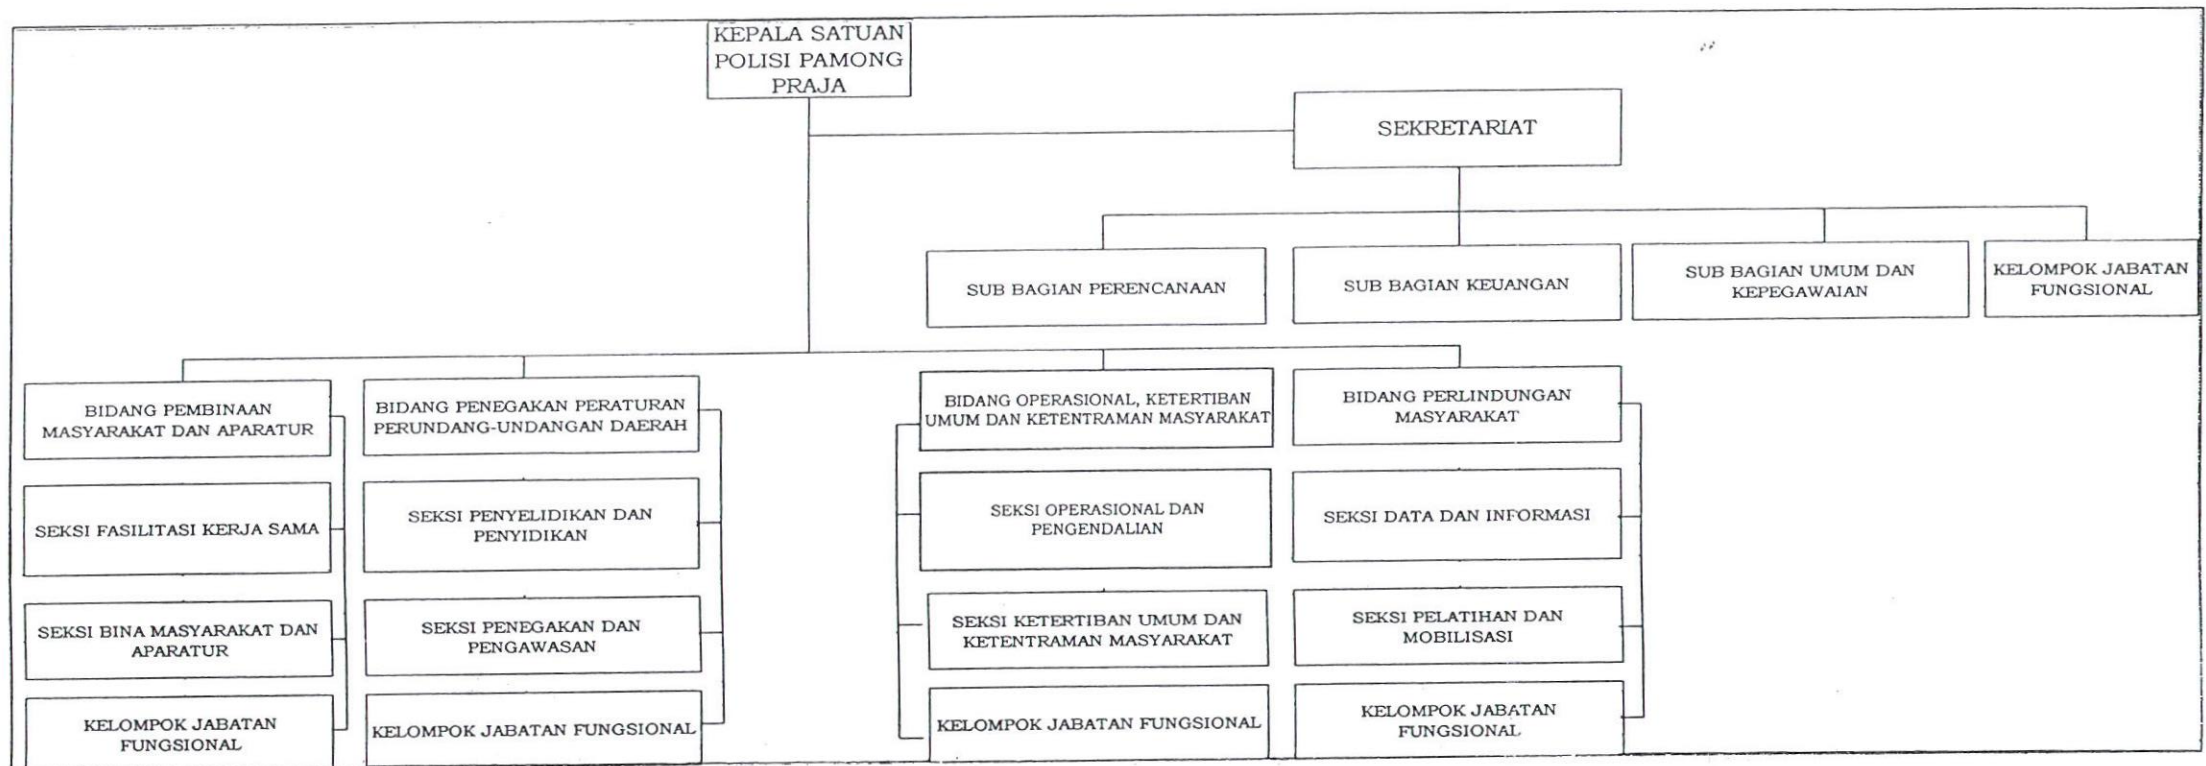 KEPALA SATUAN
POLISI PAMONG
PRAJA
SEKRETARIAT
SUB BAGIAN PERENCANAAN
SUB BAGIAN KEUANGAN
SUB BAGIAN UMUM DAN
KEPEGAWAIAN
KELOMPOK JABATAN
FUNGSIONAL
BIDANG PEMBINAAN
MASYARAKAT DAN APARATUR
SEKSI FASILITASI KERJA SAMA
SEKSI BINA MASYARAKAT DAN
APARATUR
KELOMPOK JABATAN
FUNGSIONAL
BIDANG PENEGAKAN PERATURAN
PERUNDANG-UNDANGAN DAERAH
SEKSI PENYELIDIKAN DAN
PENYIDIKAN
SEKSI PENEGAKAN DAN
PENGAWASAN
KELOMPOK JABATAN FUNGSIONAL
BIDANG OPERASIONAL, KETERTIBAN
UMUM DAN KETENTRAMAN MASYARAKAT
SEKSI OPERASIONAL DAN
PENGENDALIAN
SEKSI KETERTIBAN UMUM DAN
KETENTRAMAN MASYARAKAT
KELOMPOK JABATAN FUNGSIONAL
BIDANG PERLINDUNGAN
MASYARAKAT
SEKSI DATA DAN INFORMASI
SEKSI PELATIHAN DAN
MOBILISASI
KELOMPOK JABATAN
FUNGSIONAL